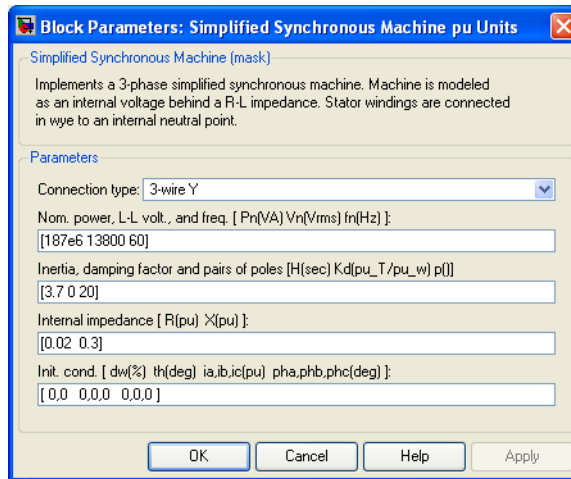 Block Parameters: Simplified Synchronous Machine pu Units
Simplified Synchronous Machine (mask)
Implements a 3-phase simplified synchronous machine. Machine is modeled
as an internal voltage behind a R-L impedance. Stator windings are connected
in wye to an internal neutral point.
Parameters
Connection type: 3-wire Y
Nom. power, L-L volt., and freq. [ Pn(VA) Vn(Vrms) fn(Hz) ]:
[187e6 13800 60]
Inertia, damping factor and pairs of poles [H(sec) Kd(pu_T/pu_w) p()]
[3.7 0 20]
Internal impedance [ R(pu) X(pu) ]:
[0.02 0.3]
Init. cond. [ dw(%) th(deg) ia,ib,ic(pu) pha,phb,phc(deg) ]:
[ 0,0 0,0,0 0,0,0 ]
OK Cancel Help Apply